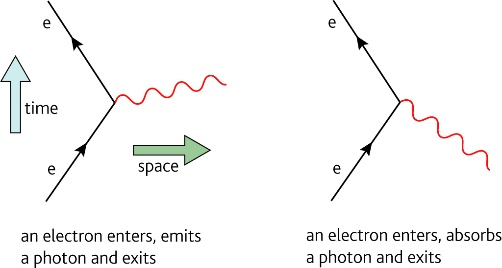 e
e
time
e
space
e
an electron enters, emits
a photon and exits
an electron enters, absorbs
a photon and exits